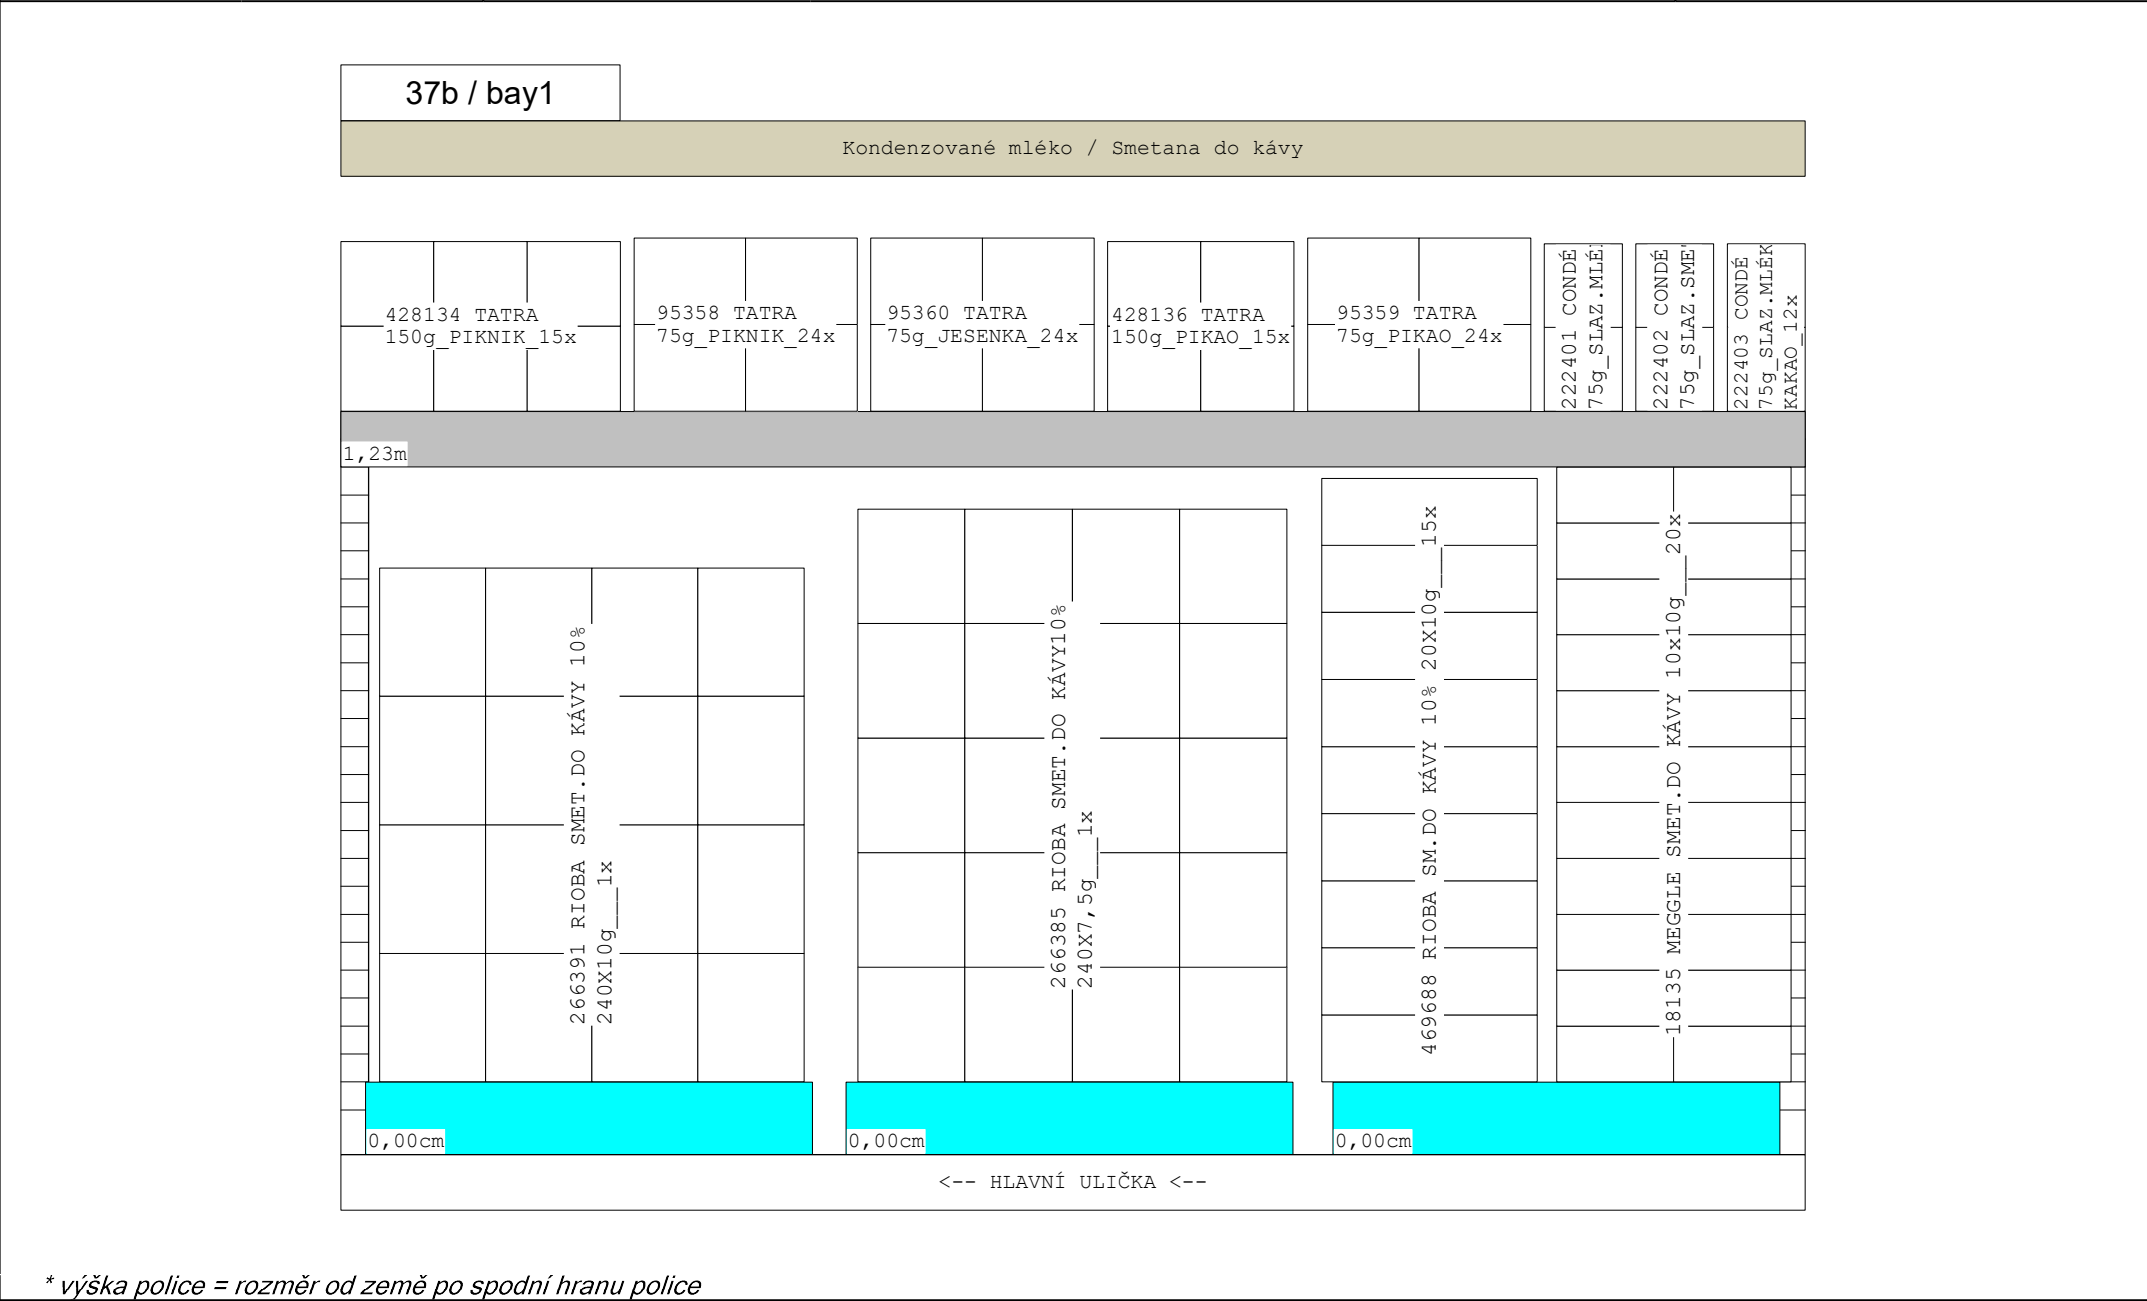 37b / bay1
Kondenzované mléko / Smetana do kávy
428134 TATRA
150g_PIKNIK_15x
95358 TATRA
75g_PIKNIK_24x
95360 TATRA
75g_JESENKA_24x
428136 TATRA
150g_PIKAO_15x
95359 TATRA
75g_PIKAO_24x
222401 CONDÉ
75g_SLAZ.MLÉ
222402 CONDÉ
75g_SLAZ.SME
222403 CONDÉ
75g_SLAZ.MLÉK
KAKAO_12x
1,23m
266391 RIOBA SMET.DO KÁVY 10%
240X10g___1x
266385 RIOBA SMET.DO KÁVY10%
240X7,5g___1x
469688 RIOBA SM.DO KÁVY 10% 20X10g___15x
18135 MEGGLE SMET.DO KÁVY 10x10g___20x
0,00cm
0,00cm
0,00cm
<-- HLAVNÍ ULIČKA <--
* výška police = rozměr od země po spodní hranu police